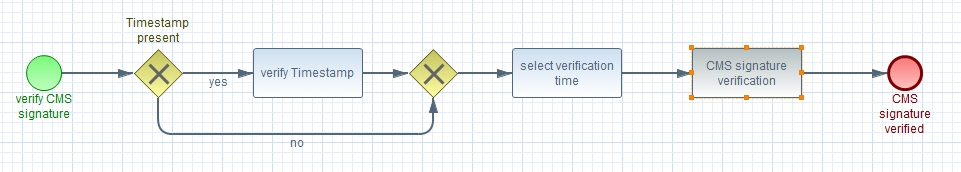 Timestamp
present
verify CMS
signature
yes
verify Timestamp
no
select verification
time
CMS signature
verification
CMS
signature
verified